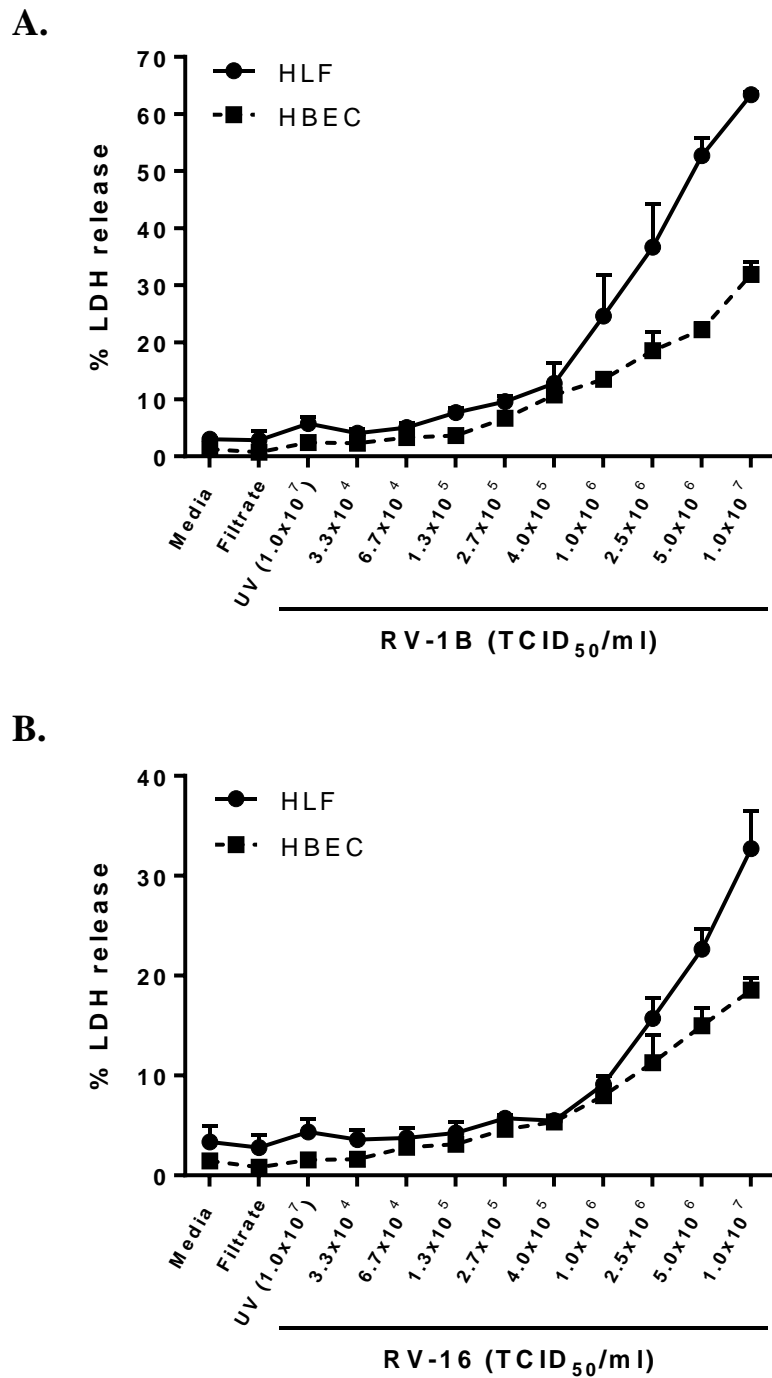 A.
70
60
50
40
30
20
10
0
% LDH release
HLF
HBEC
Media
Filtrate
UV (1.0x10⁷)
3.3x10⁴
6.7x10⁴
1.3x10⁵
2.7x10⁵
4.0x10⁵
1.0x10⁶
2.5x10⁶
5.0x10⁶
1.0x10⁷
RV-1B (TCID₅₀/ml)
B.
40
30
20
10
0
% LDH release
HLF
HBEC
Media
Filtrate
UV (1.0x10⁷)
3.3x10⁴
6.7x10⁴
1.3x10⁵
2.7x10⁵
4.0x10⁵
1.0x10⁶
2.5x10⁶
5.0x10⁶
1.0x10⁷
RV-16 (TCID₅₀/ml)